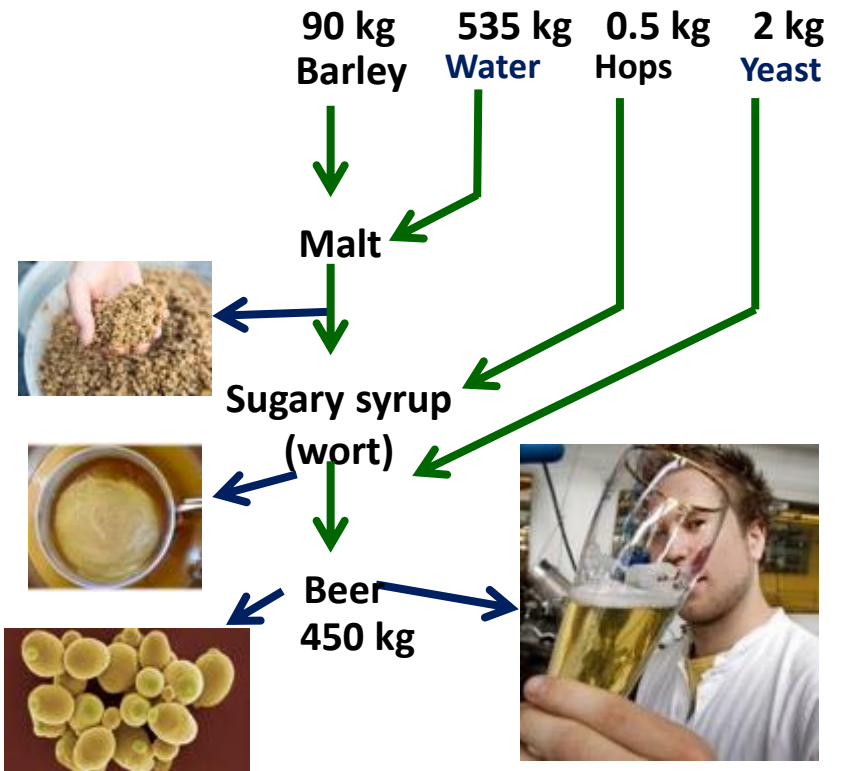 90 kg 535 kg 0.5 kg 2 kg
Barley Water Hops Yeast
Malt
Sugary syrup
(wort)
Beer
450 kg